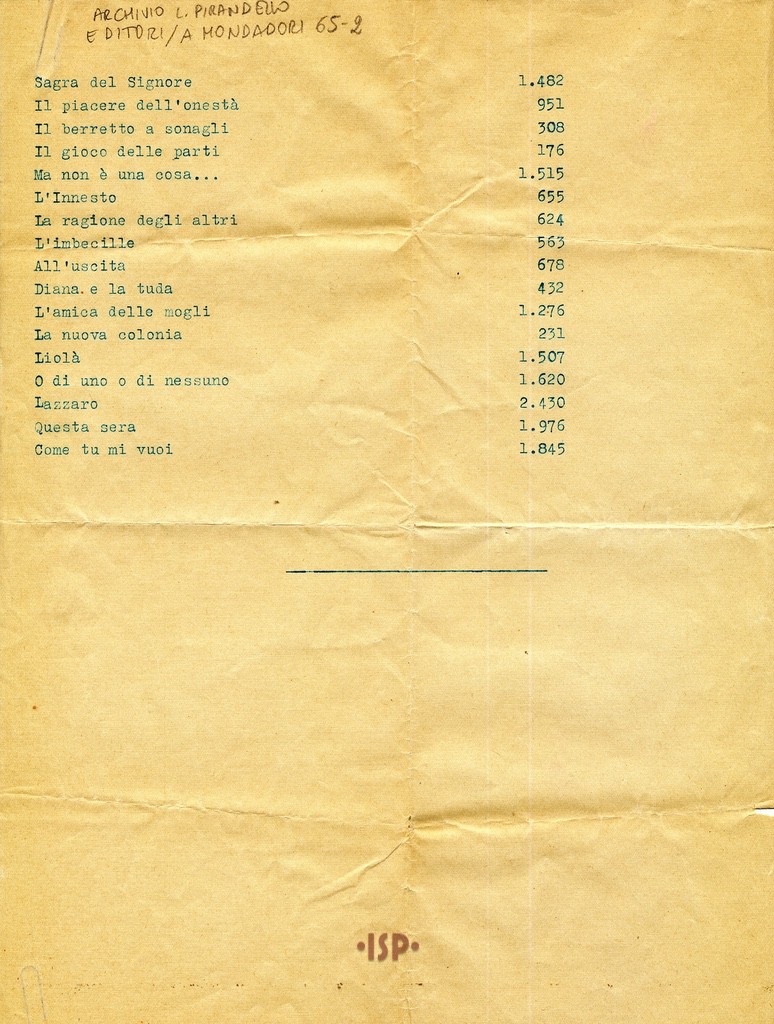 ARCHIVIO L. PIRANDELLO
EDITORI/A MONDADORI 65-2
Sagra del Signore 1.482
Il piacere dell'onestà 951
Il berretto a sonagli 308
Il gioco delle parti 176
Ma non è una cosa... 1.515
L'Innesto 655
La ragione degli altri 624
L'imbecille 563
All'uscita 678
Diana.e la tuda 432
L'amica delle mogli 1.276
La nuova colonia 231
Liolà 1.507
O di uno o di nessuno 1.620
Lazzaro 2.430
Questa sera 1.976
Come tu mi vuoi 1.845
•ISP•